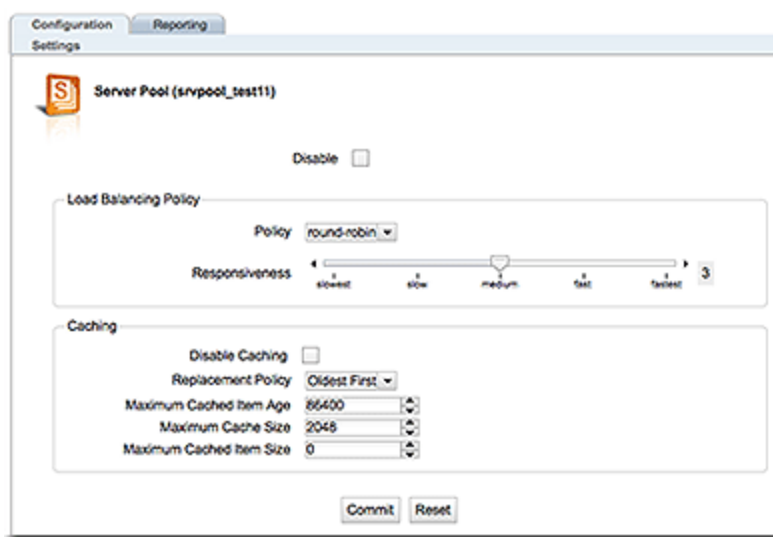 Configuration Reporting
Settings
S
Server Pool (srvpool_test11)
Disable
Load Balancing Policy
Policy round-robin
Responsiveness 3
slowest slow medium fast fastest
Caching
Disable Caching
Replacement Policy Oldest First
Maximum Cached Item Age 86400
Maximum Cache Size 2048
Maximum Cached Item Size 0
Commit Reset